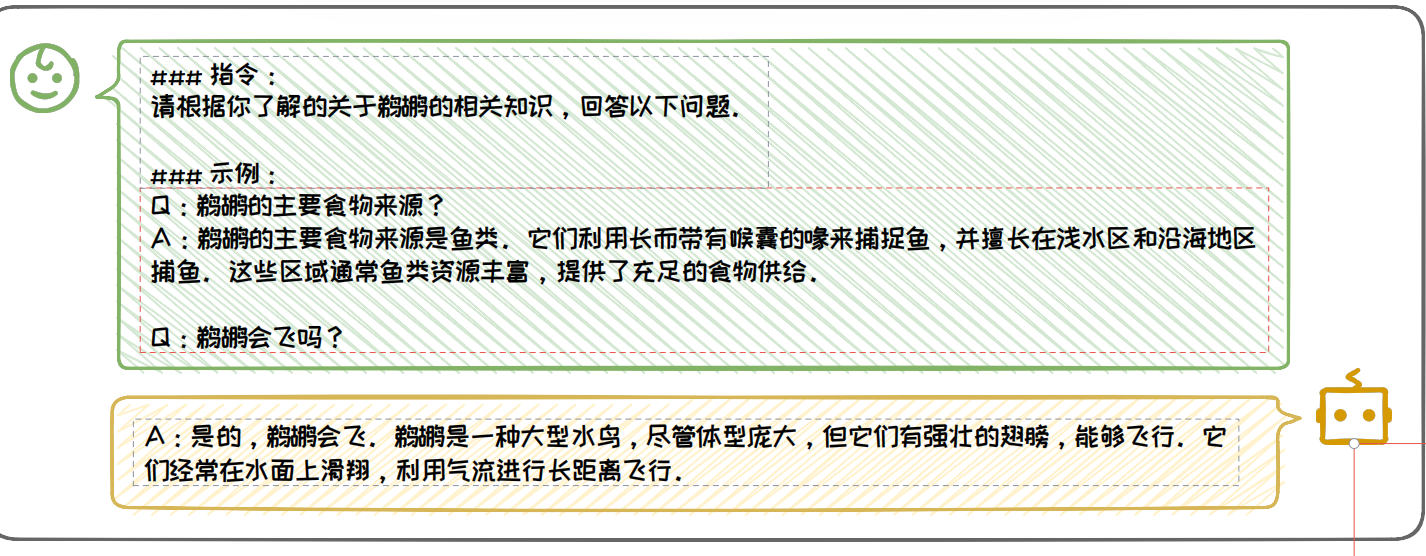 ### 指令：
请根据你了解的关于鹈鹕的相关知识，回答以下问题．
### 示例：
Q：鹈鹕的主要食物来源？
A：鹈鹕的主要食物来源是鱼类．它们利用长而带有喉囊的喙来捕捉鱼，并擅长在浅水区和沿海地区
捕鱼．这些区域通常鱼类资源丰富，提供了充足的食物供给．
Q：鹈鹕会飞吗？
A：是的，鹈鹕会飞．鹈鹕是一种大型水鸟，尽管体型庞大，但它们有强壮的翅膀，能够飞行．它
们经常在水面上滑翔，利用气流进行长距离飞行．